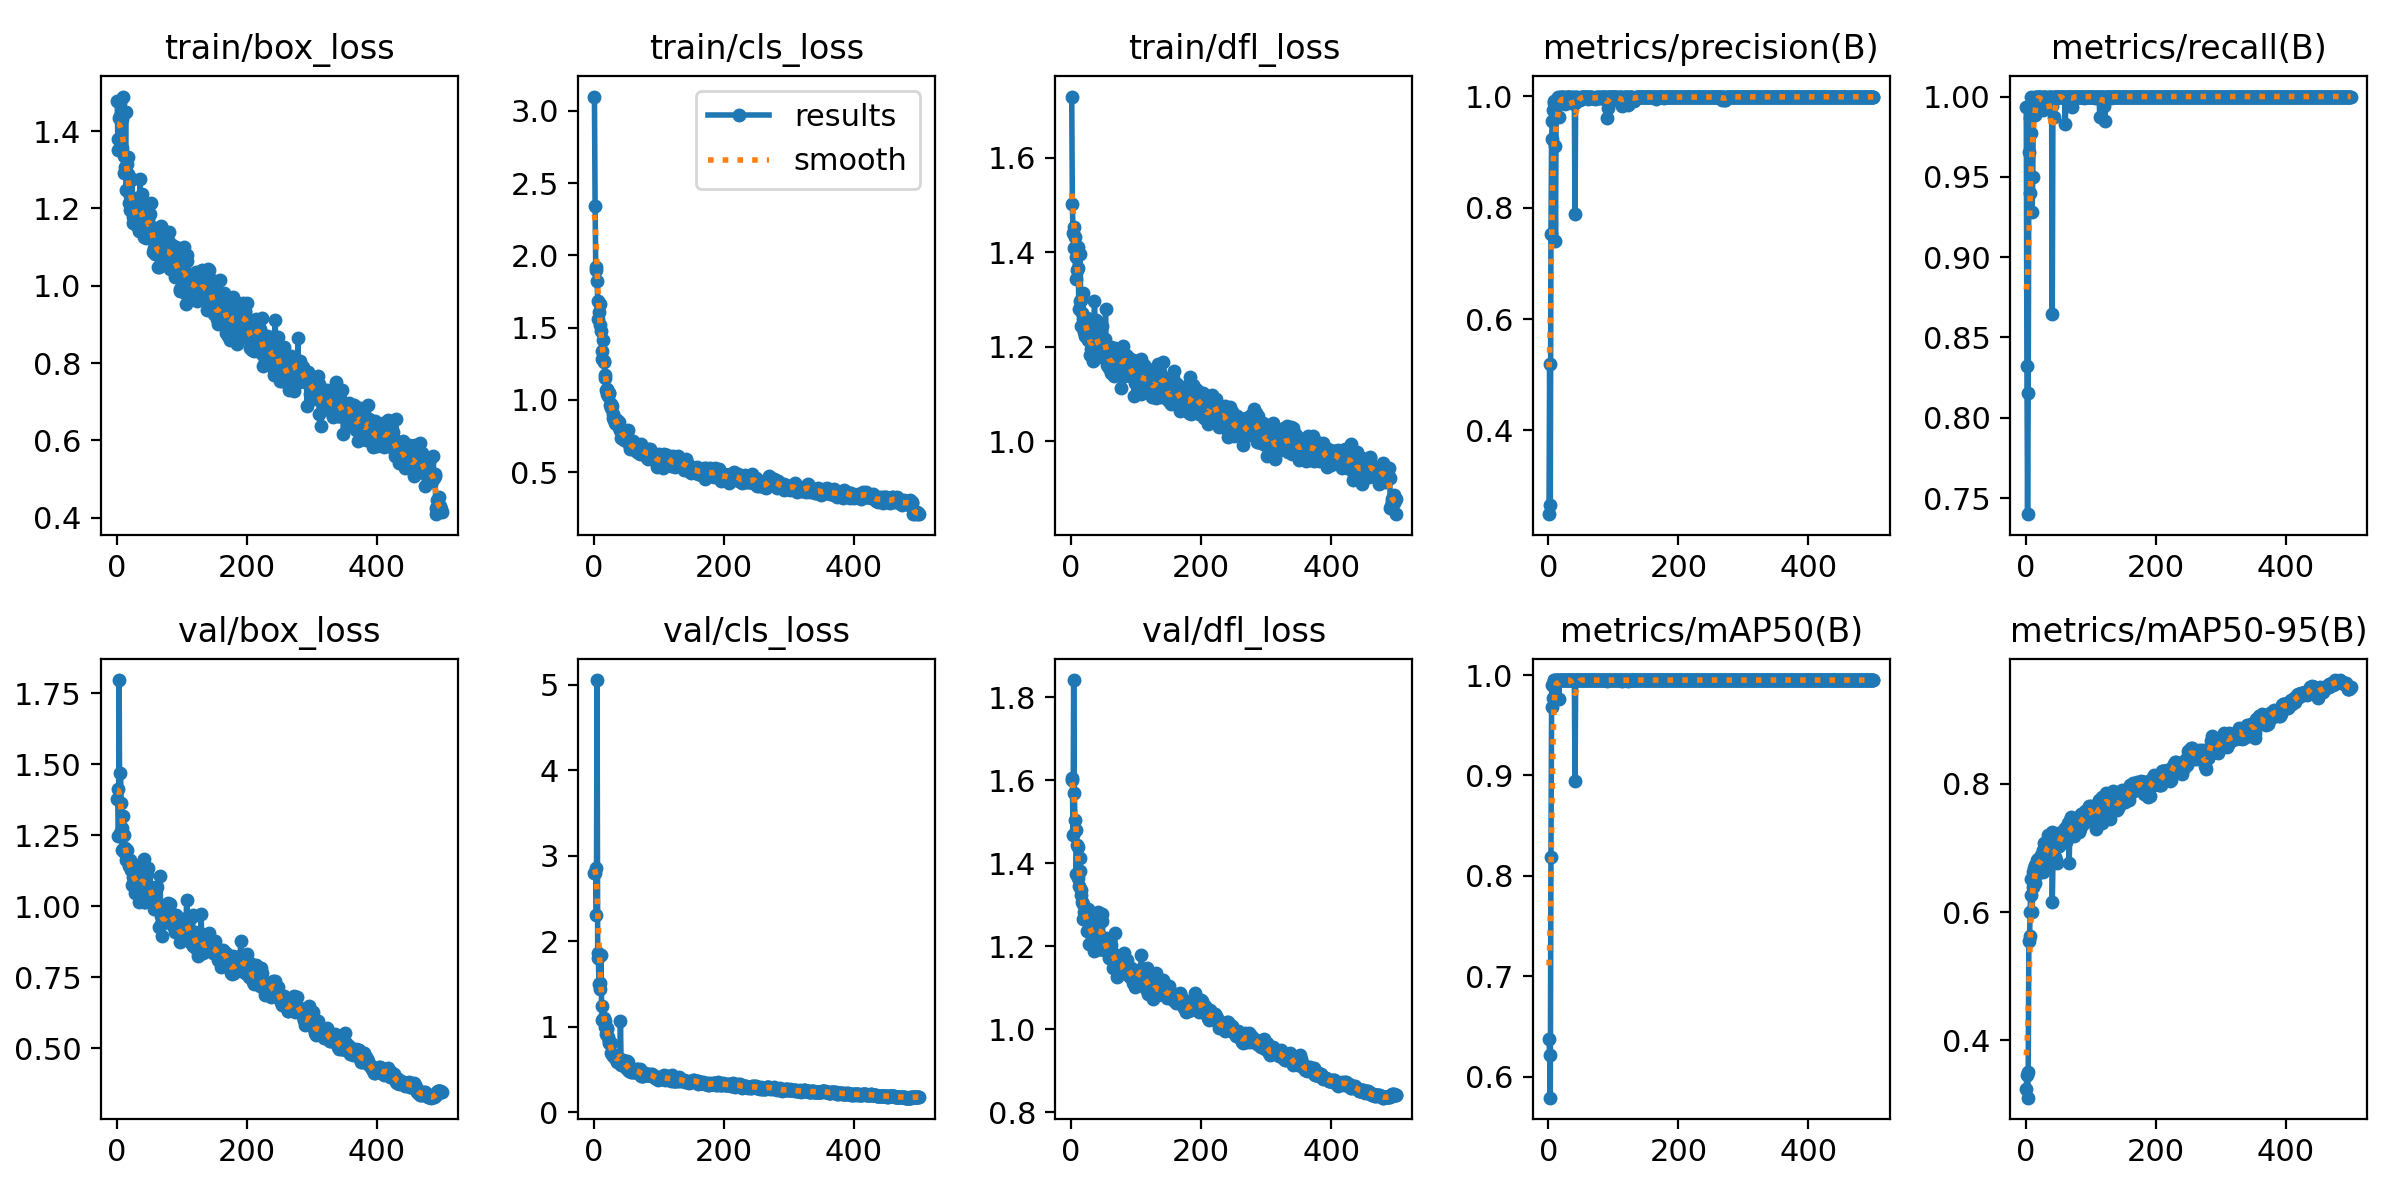 train/box_loss
1.4
1.2
1.0
0.8
0.6
0.4
0 200 400
train/cls_loss
results
smooth
3.0
2.5
2.0
1.5
1.0
0.5
0 200 400
train/dfl_loss
1.6
1.4
1.2
1.0
0 200 400
metrics/precision(B)
1.0
0.8
0.6
0.4
0 200 400
metrics/recall(B)
1.00
0.95
0.90
0.85
0.80
0.75
0 200 400
val/box_loss
1.75
1.50
1.25
1.00
0.75
0.50
0 200 400
val/cls_loss
5
4
3
2
1
0
0 200 400
val/dfl_loss
1.8
1.6
1.4
1.2
1.0
0.8
0 200 400
metrics/mAP50(B)
1.0
0.9
0.8
0.7
0.6
0 200 400
metrics/mAP50-95(B)
0.8
0.6
0.4
0 200 400